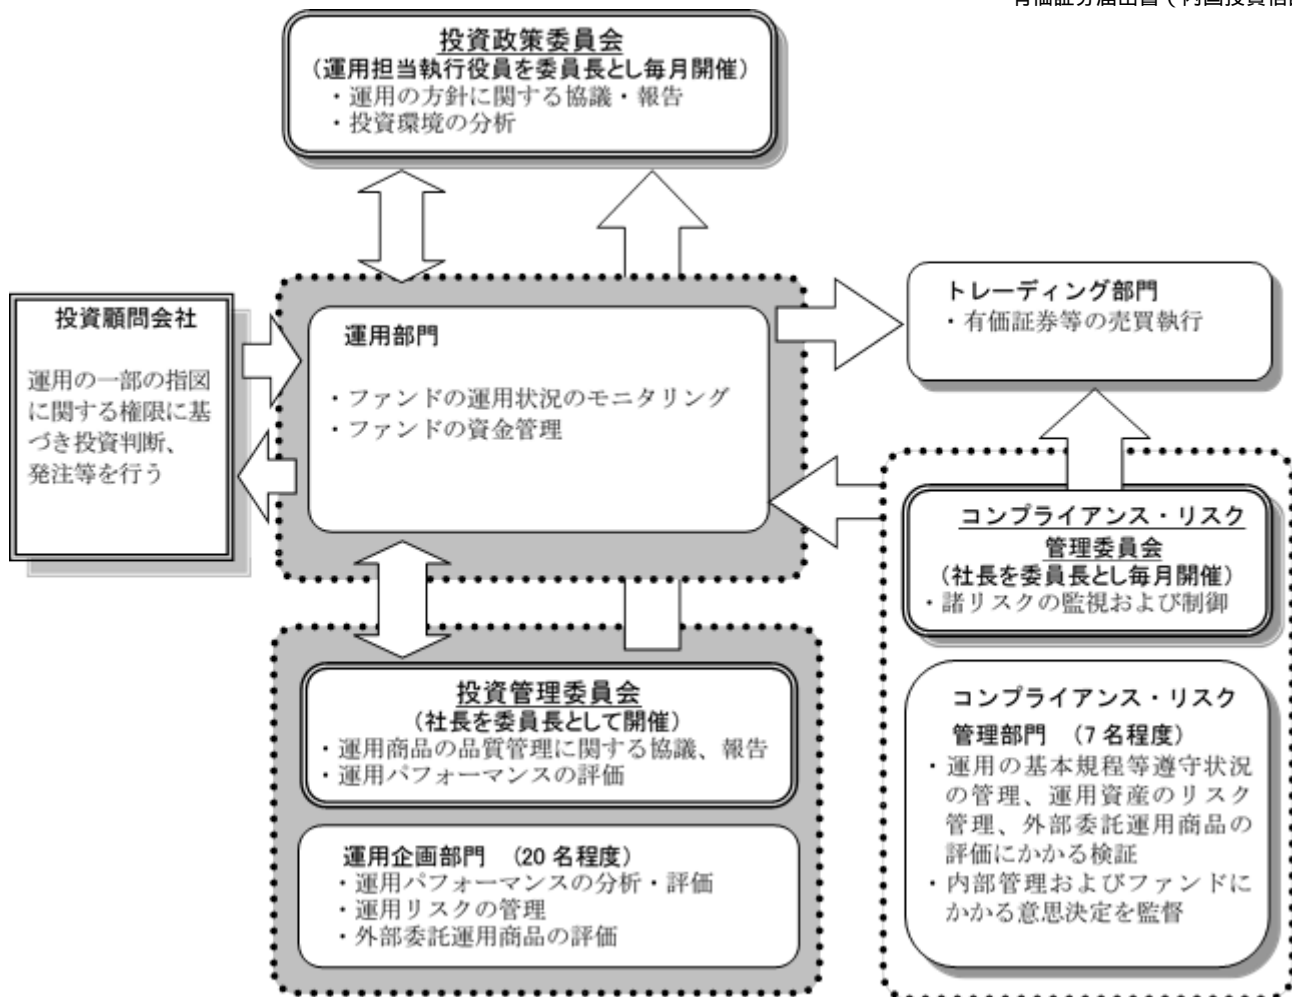 投資政策委員会
(運用担当執行役員を委員長とし毎月開催)
・運用の方針に関する協議・報告
・投資環境の分析
投資顧問会社
運用の一部の指図
に関する権限に基
づき投資判断、
発注等を行う
運用部門
・ファンドの運用状況のモニタリング
・ファンドの資金管理
トレーディング部門
・有価証券等の売買執行
コンプライアンス・リスク
管理委員会
(社長を委員長とし毎月開催)
・諸リスクの監視および制御
投資管理委員会
(社長を委員長として開催)
・運用商品の品質管理に関する協議、報告
・運用パフォーマンスの評価
運用企画部門 (20名程度)
・運用パフォーマンスの分析・評価
・運用リスクの管理
・外部委託運用商品の評価
コンプライアンス・リスク
管理部門 (7名程度)
・運用の基本規程等遵守状況
の管理、運用資産のリスク
管理、外部委託運用商品の
評価にかかる検証
・内部管理およびファンドに
かかる意思決定を監督